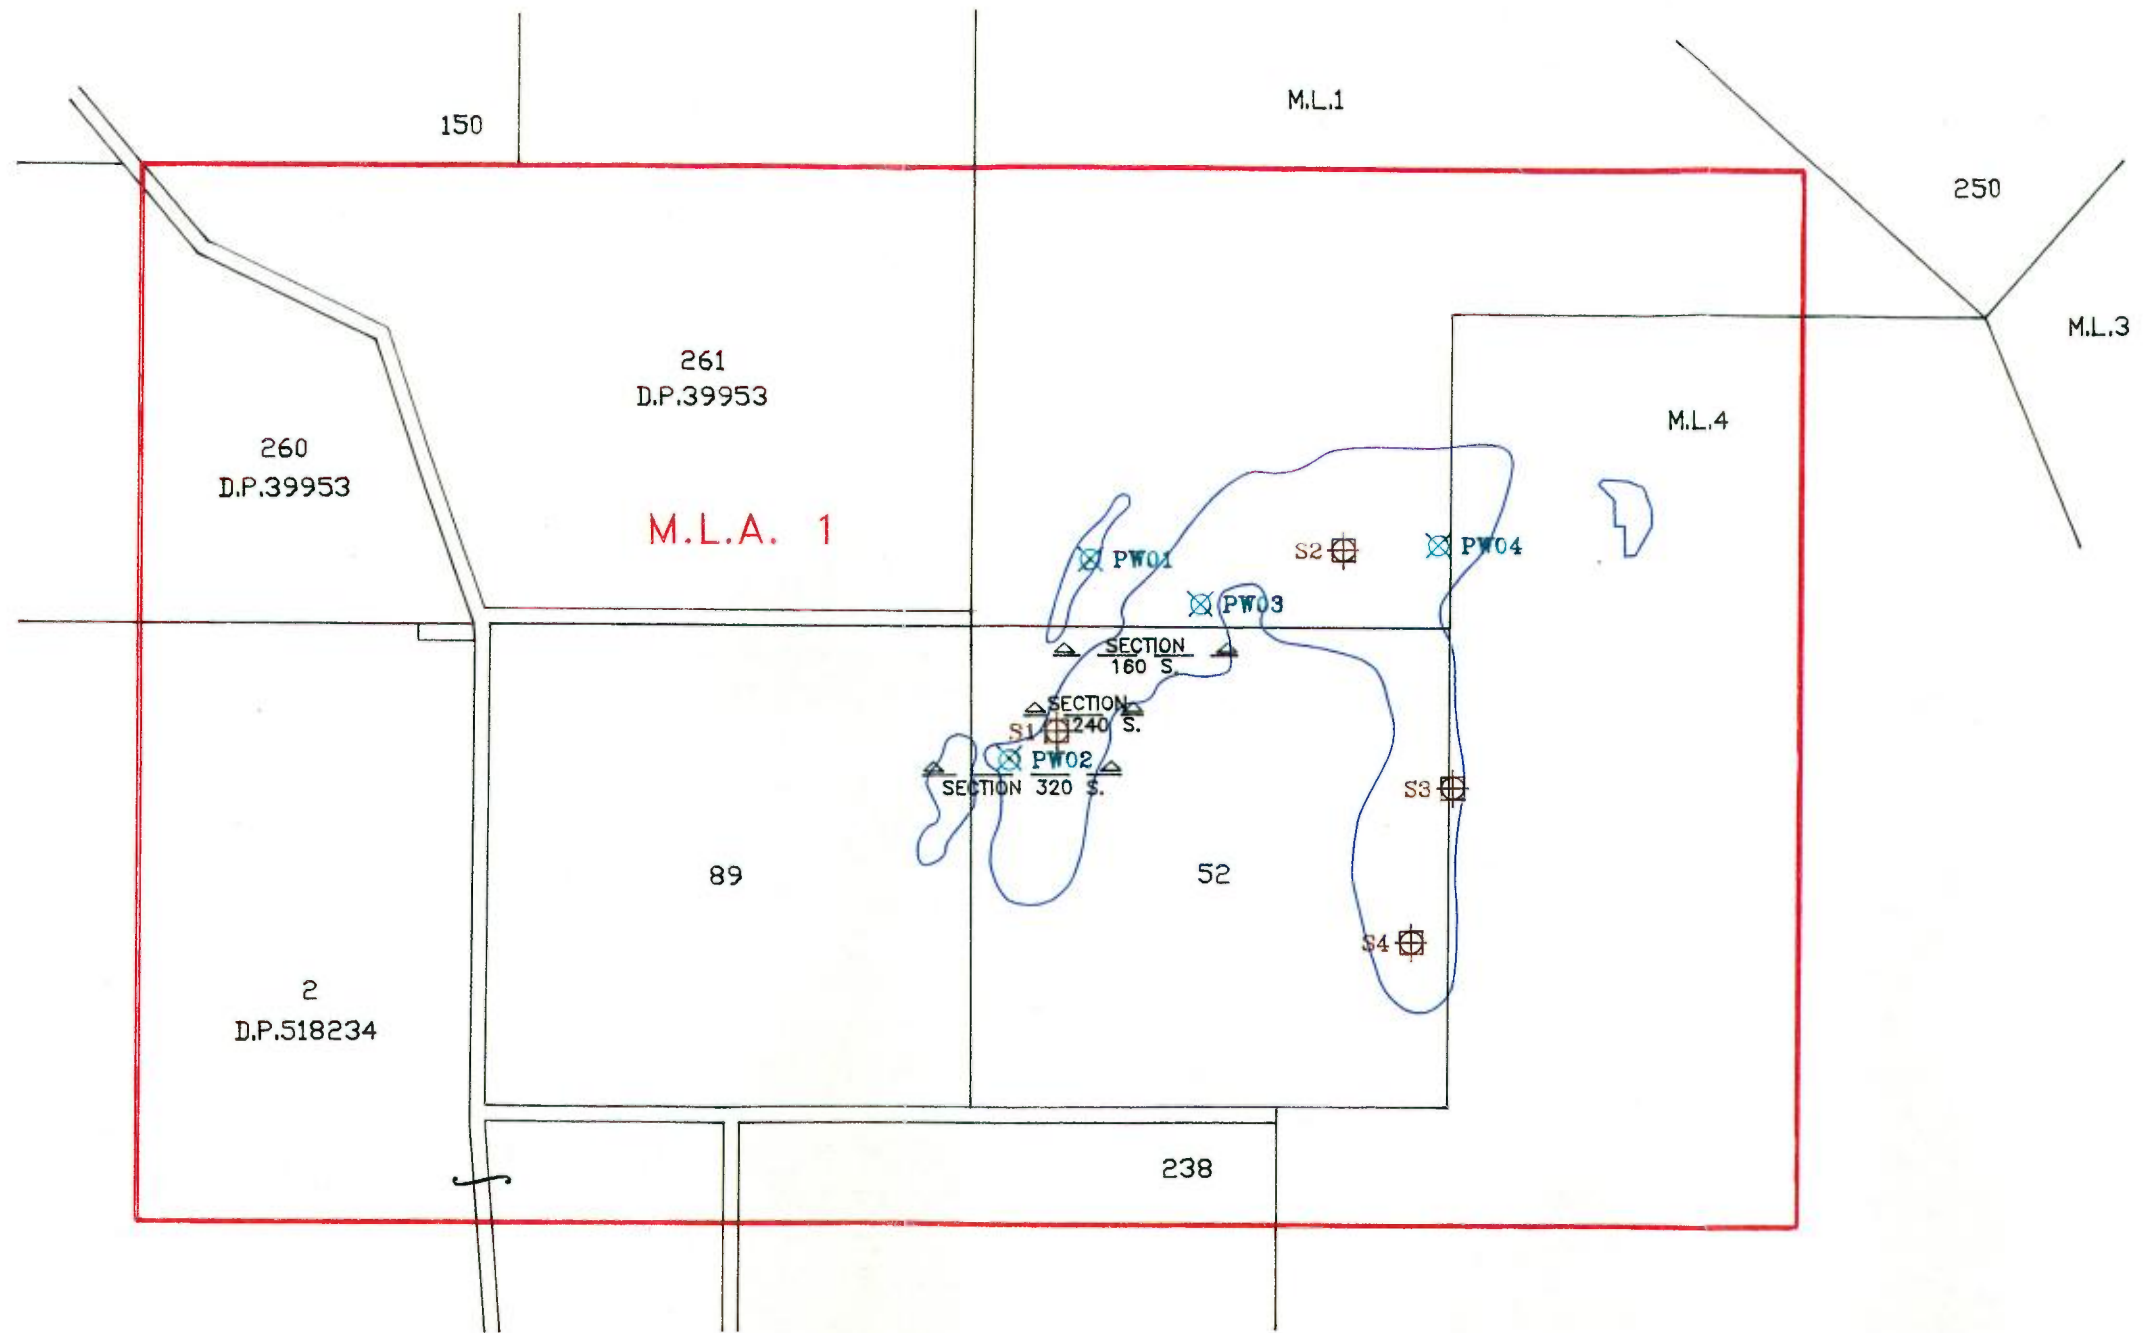 M.L.1
150
250
M.L.3
261
D.P.39953
M.L.4
260
D.P.39953
M.L.A. 1
S2
PW04
PW01
PW03
SECTION
160 S.
SECTION
240 S.
S1
PW02
SECTION 320 S.
S3
89
52
S4
2
D.P.518234
238